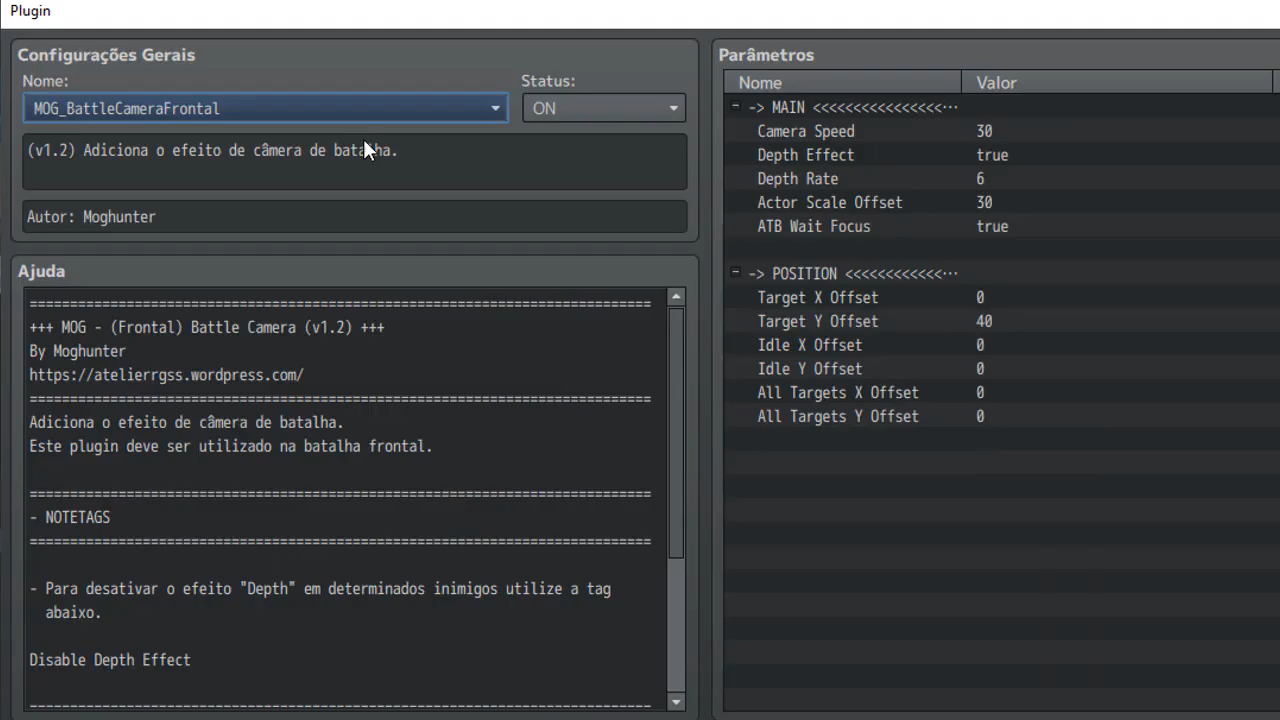 Plugin
Configurações Gerais
Nome:
Status:
MOG_BattleCameraFrontal
ON
(v1.2) Adiciona o efeito de câmera de batalha.
Autor: Moghunter
Ajuda
=============================================================================
+++ MOG - (Frontal) Battle Camera (v1.2) +++
By Moghunter
https://atelierrgss.wordpress.com/
=============================================================================
Adiciona o efeito de câmera de batalha.
Este plugin deve ser utilizado na batalha frontal.
=============================================================================
- NOTETAGS
=============================================================================
- Para desativar o efeito "Depth" em determinados inimigos utilize a tag
abaixo.
Disable Depth Effect
=============================================================================
Parâmetros
Nome Valor
-> MAIN <<<<<<<<<<<<<<<<…
Camera Speed 30
Depth Effect true
Depth Rate 6
Actor Scale Offset 30
ATB Wait Focus true
-> POSITION <<<<<<<<<<<<…
Target X Offset 0
Target Y Offset 40
Idle X Offset 0
Idle Y Offset 0
All Targets X Offset 0
All Targets Y Offset 0